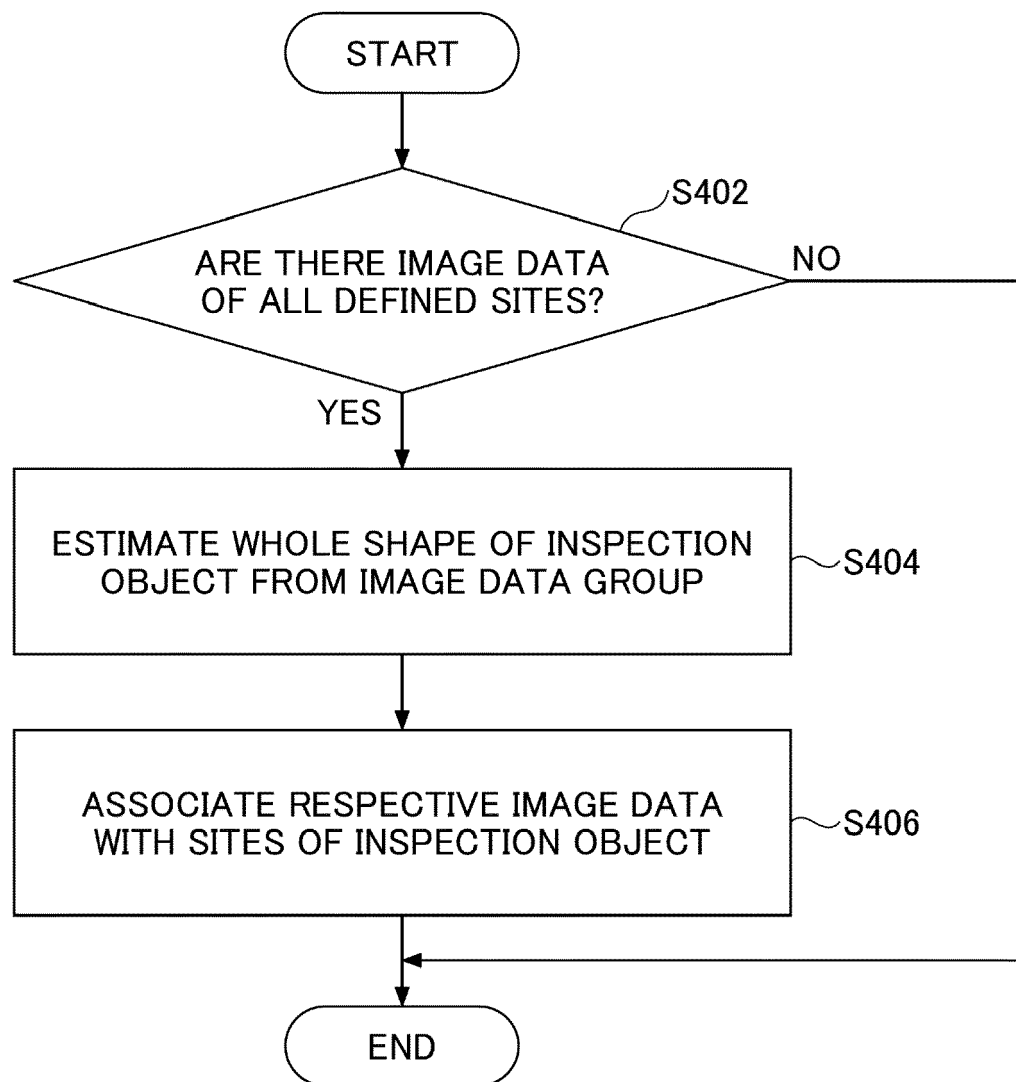 START
S402
ARE THERE IMAGE DATA
OF ALL DEFINED SITES?
NO
YES
ESTIMATE WHOLE SHAPE OF INSPECTION
OBJECT FROM IMAGE DATA GROUP
S404
ASSOCIATE RESPECTIVE IMAGE DATA
WITH SITES OF INSPECTION OBJECT
S406
END